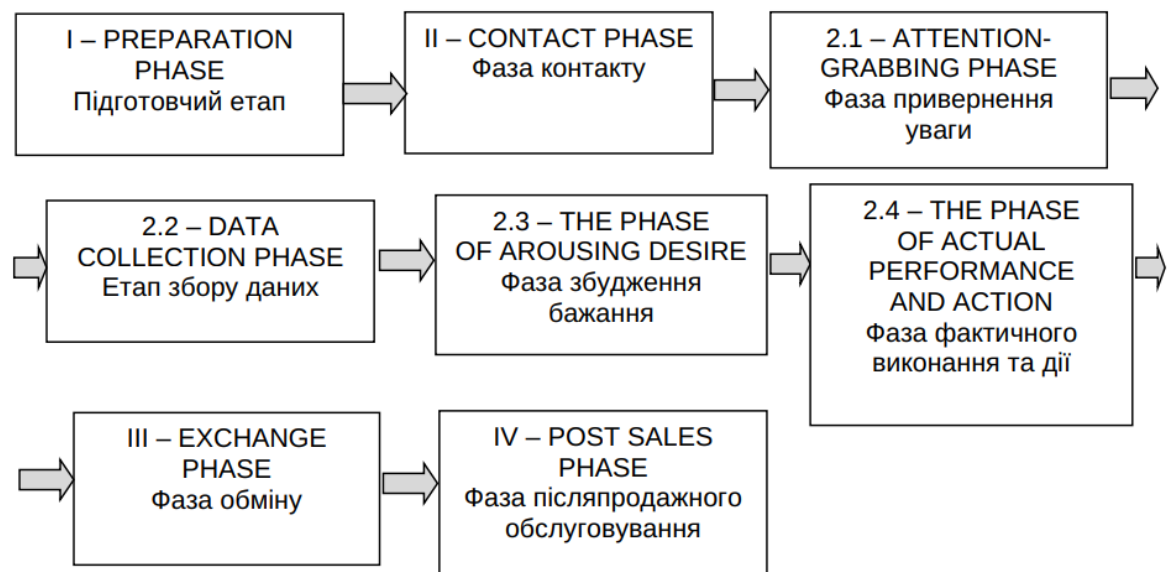 I – PREPARATION
PHASE
Підготовчий етап
II – CONTACT PHASE
Фаза контакту
2.1 – ATTENTION-
GRABBING PHASE
Фаза привернення
уваги
2.2 – DATA
COLLECTION PHASE
Етап збору даних
2.3 – THE PHASE
OF AROUSING DESIRE
Фаза збудження
бажання
2.4 – THE PHASE
OF ACTUAL
PERFORMANCE
AND ACTION
Фаза фактичного
виконання та дії
III – EXCHANGE
PHASE
Фаза обміну
IV – POST SALES
PHASE
Фаза післяпродажного
обслуговування